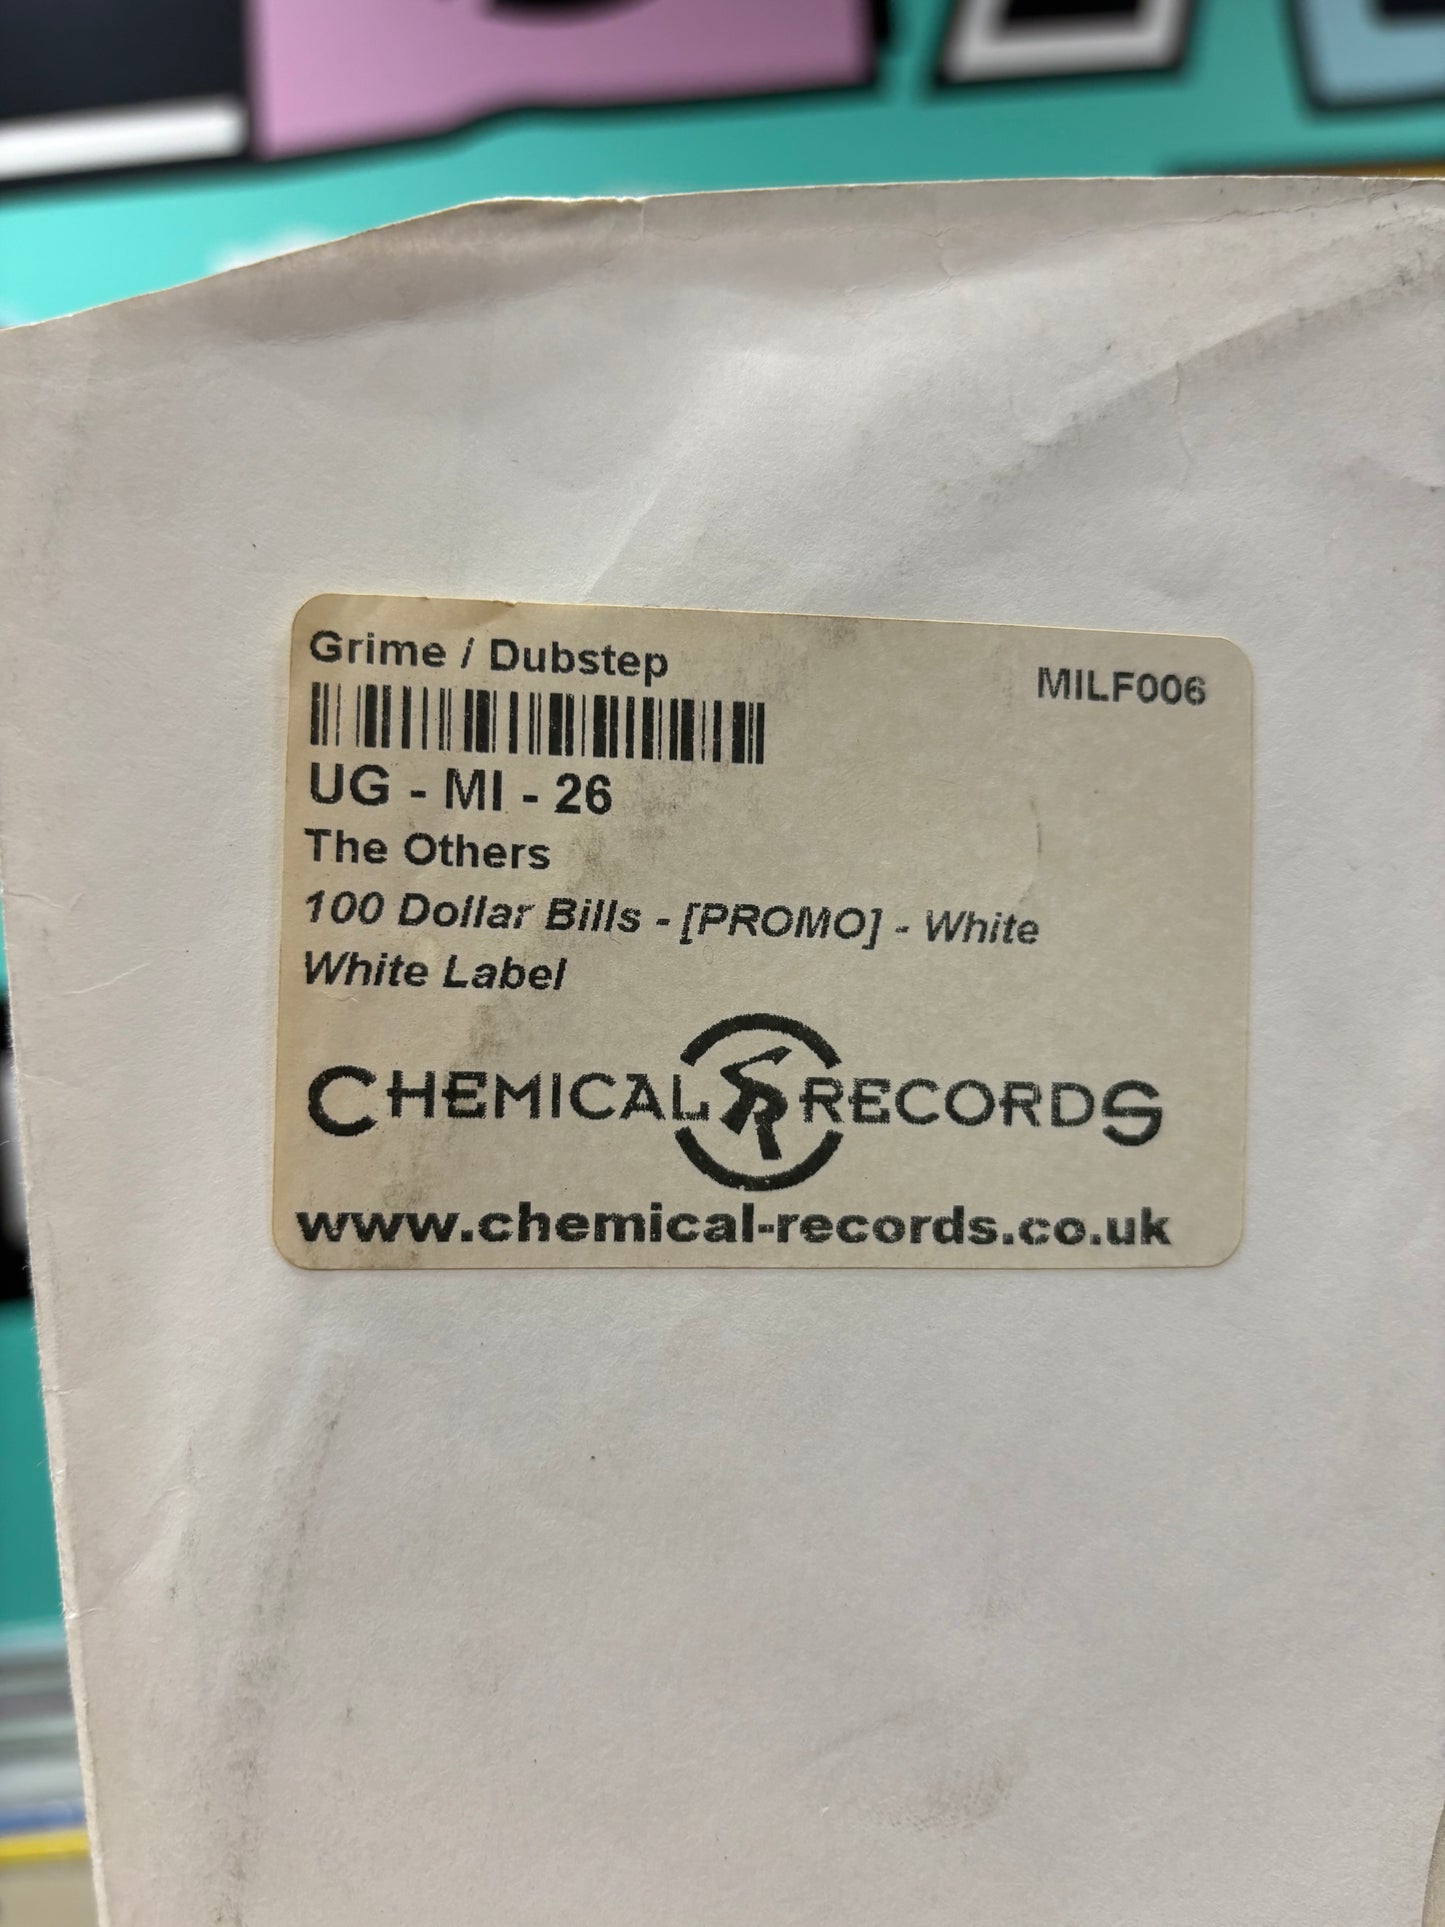 Grime / Dubstep
MILF006
UG - MI - 26
The Others
100 Dollar Bills - [PROMO] - White
White Label
CHEMICAL RECORDS
www.chemical-records.co.uk